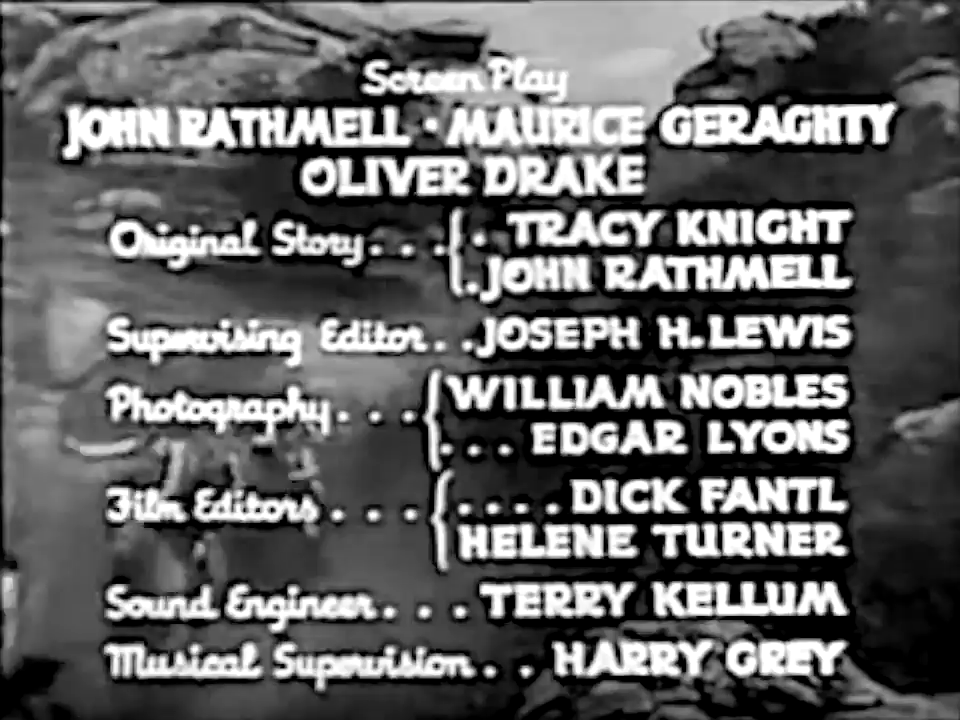 Screen Play
JOHN RATHMELL · MAURICE GERAGHTY
OLIVER DRAKE
Original Story. . . { . TRACY KNIGHT
. JOHN RATHMELL
Supervising Editor. . JOSEPH H. LEWIS
Photography. . . { WILLIAM NOBLES
. . . EDGAR LYONS
Film Editors . . . { . . . . DICK FANTL
HELENE TURNER
Sound Engineer. . . TERRY KELLUM
Musical Supervision. . HARRY GREY